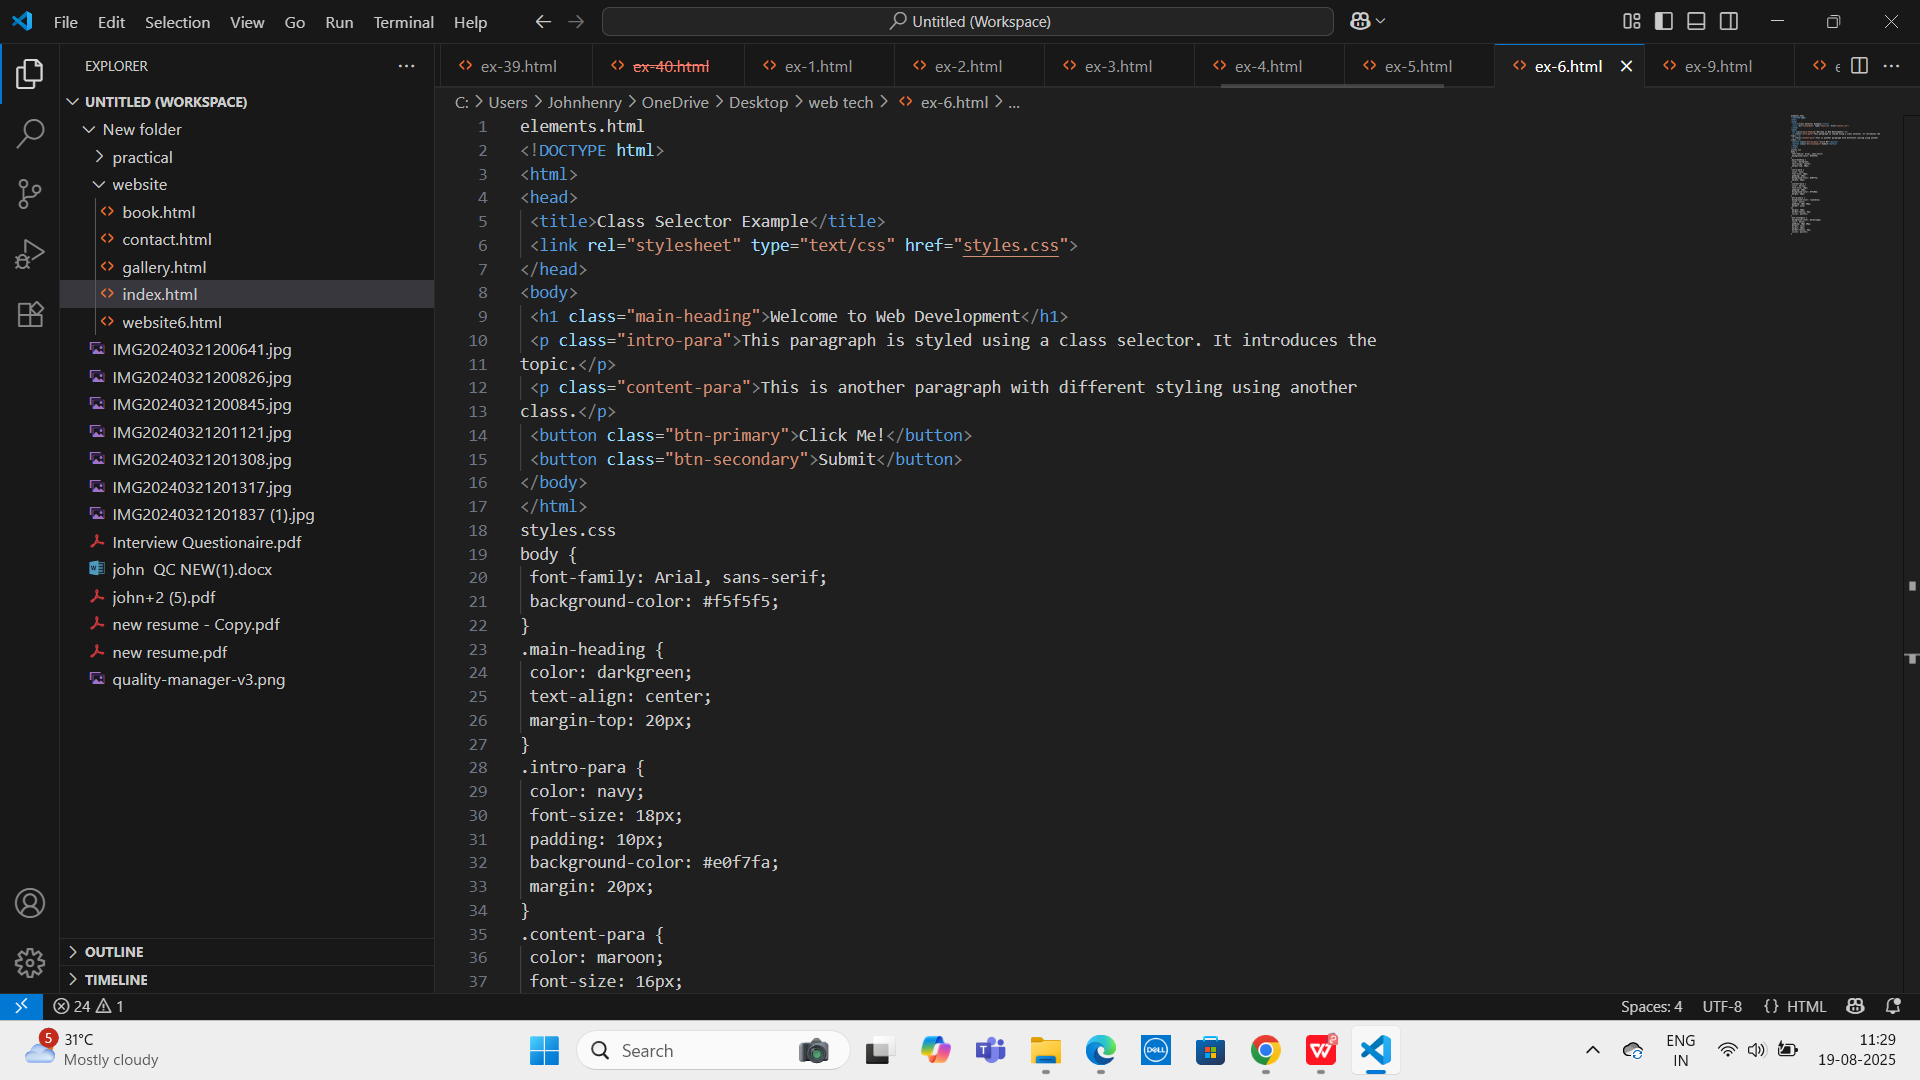 File Edit Selection View Go Run Terminal Help
Untitled (Workspace)
EXPLORER
ex-39.html ex-40.html ex-1.html ex-2.html ex-3.html ex-4.html ex-5.html ex-6.html ex-9.html e
UNTITLED (WORKSPACE)
New folder
practical
website
book.html
contact.html
gallery.html
index.html
website6.html
IMG20240321200641.jpg
IMG20240321200826.jpg
IMG20240321200845.jpg
IMG20240321201121.jpg
IMG20240321201308.jpg
IMG20240321201317.jpg
IMG20240321201837 (1).jpg
Interview Questionaire.pdf
john QC NEW(1).docx
john+2 (5).pdf
new resume - Copy.pdf
new resume.pdf
quality-manager-v3.png
OUTLINE
TIMELINE
C: > Users > Johnhenry > OneDrive > Desktop > web tech > ex-6.html > ...
1 elements.html
2 <!DOCTYPE html>
3 <html>
4 <head>
5 <title>Class Selector Example</title>
6 <link rel="stylesheet" type="text/css" href="styles.css">
7 </head>
8 <body>
9 <h1 class="main-heading">Welcome to Web Development</h1>
10 <p class="intro-para">This paragraph is styled using a class selector. It introduces the
11 topic.</p>
12 <p class="content-para">This is another paragraph with different styling using another
13 class.</p>
14 <button class="btn-primary">Click Me!</button>
15 <button class="btn-secondary">Submit</button>
16 </body>
17 </html>
18 styles.css
19 body {
20 font-family: Arial, sans-serif;
21 background-color: #f5f5f5;
22 }
23 .main-heading {
24 color: darkgreen;
25 text-align: center;
26 margin-top: 20px;
27 }
28 .intro-para {
29 color: navy;
30 font-size: 18px;
31 padding: 10px;
32 background-color: #e0f7fa;
33 margin: 20px;
34 }
35 .content-para {
36 color: maroon;
37 font-size: 16px;
24 1
Spaces: 4 UTF-8 {} HTML
5
31°C
Mostly cloudy
Search
DELL
ENG
IN
11:29
19-08-2025